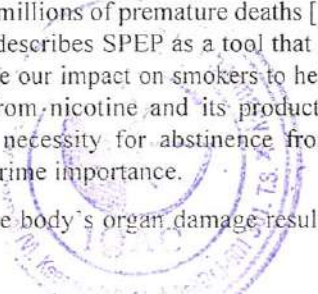 millions of premature deaths [
describes SPEP as a tool that
e our impact on smokers to he
rom nicotine and its product
necessity for abstinence fro
rime importance.
e body's organ damage resul